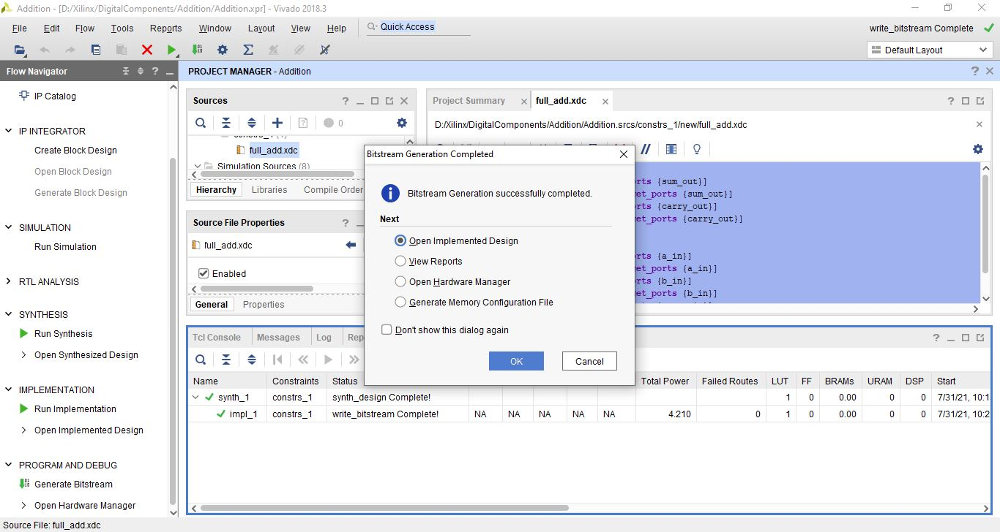 Addition - [D:/Xilinx/DigitalComponents/Addition/Addition.xpr] - Vivado 2018.3
File Edit Flow Tools Reports Window Layout View Help Quick Access write_bitstream Complete
Default Layout
Flow Navigator
PROJECT MANAGER - Addition
IP Catalog
IP INTEGRATOR
Create Block Design
Open Block Design
Generate Block Design
SIMULATION
Run Simulation
RTL ANALYSIS
SYNTHESIS
Run Synthesis
Open Synthesized Design
IMPLEMENTATION
Run Implementation
Open Implemented Design
PROGRAM AND DEBUG
Generate Bitstream
Open Hardware Manager
Sources
0
constrs_1 (1)
full_add.xdc
Simulation Sources (8)
Hierarchy Libraries Compile Order
Source File Properties
full_add.xdc
Enabled
General Properties
Project Summary full_add.xdc
D:/Xilinx/DigitalComponents/Addition/Addition.srcs/constrs_1/new/full_add.xdc
//
rts {sum_out}]
et_ports {sum_out}]
rts {carry_out}]
et_ports {carry_out}]
rts {a_in}]
et_ports {a_in}]
rts {b_in}]
et_ports {b_in}]
Bitstream Generation Completed
Bitstream Generation successfully completed.
Next
Open Implemented Design
View Reports
Open Hardware Manager
Generate Memory Configuration File
Don't show this dialog again
OK Cancel
Tcl Console Messages Log Rep
Name Constraints Status Total Power Failed Routes LUT FF BRAMs URAM DSP Start
synth_1 constrs_1 synth_design Complete! 1 0 0.00 0 0 7/31/21, 10:1
impl_1 constrs_1 write_bitstream Complete! NA NA NA NA NA 4.210 0 1 0 0.00 0 0 7/31/21, 10:2
Source File: full_add.xdc